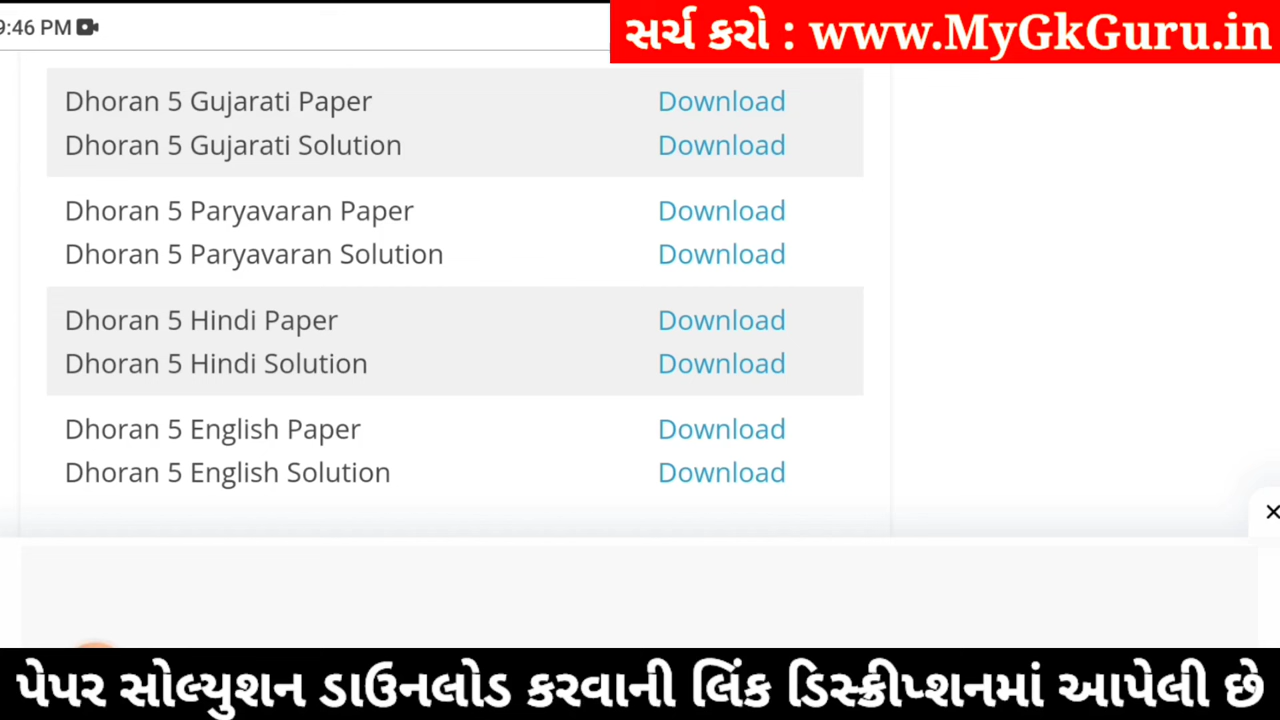 9:46 PM
સર્ચ કરો : www.MyGkGuru.in
Dhoran 5 Gujarati Paper Download
Dhoran 5 Gujarati Solution Download
Dhoran 5 Paryavaran Paper Download
Dhoran 5 Paryavaran Solution Download
Dhoran 5 Hindi Paper Download
Dhoran 5 Hindi Solution Download
Dhoran 5 English Paper Download
Dhoran 5 English Solution Download
પેપર સોલ્યુશન ડાઉનલોડ કરવાની લિંક ડિસ્ક્રીપ્શનમાં આપેલી છે